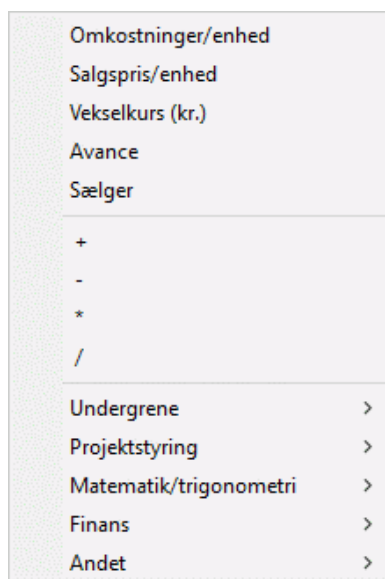 Omkostninger/enhed
Salgspris/enhed
Vekselkurs (kr.)
Avance
Sælger
+
-
*
/
Undergrene
Projektstyring
Matematik/trigonometri
Finans
Andet